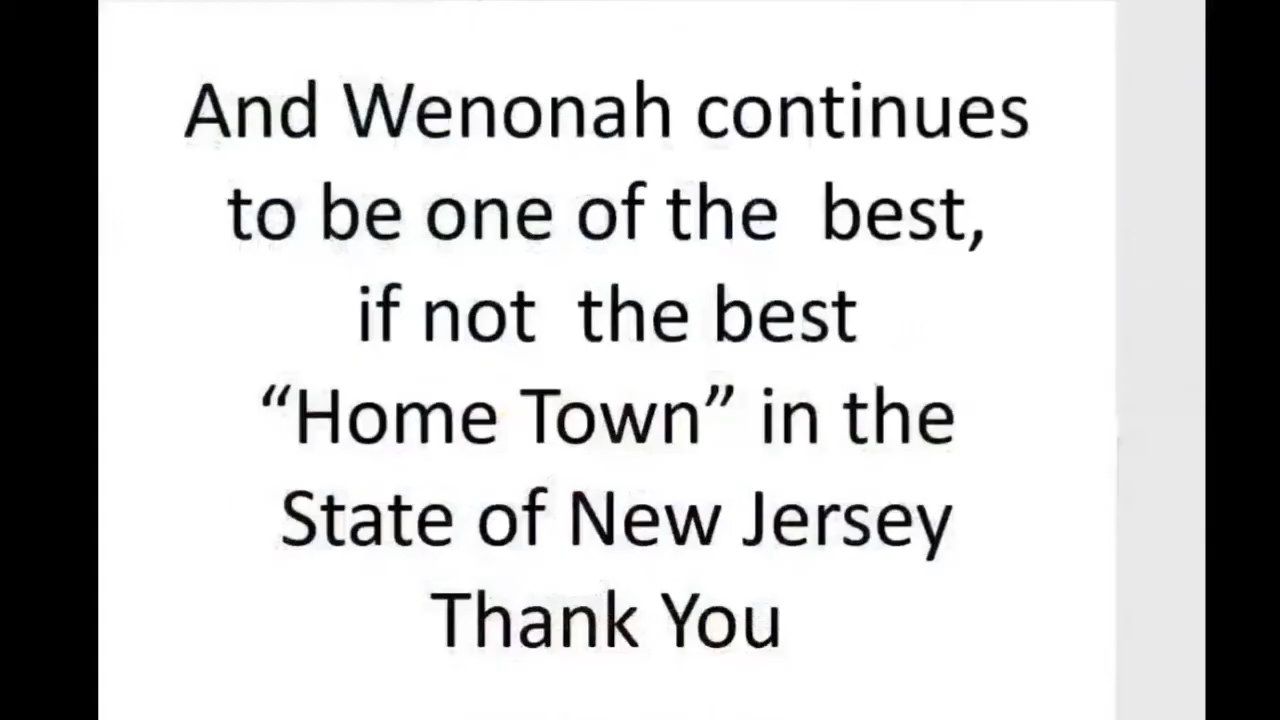 And Wenonah continues
to be one of the  best,
if not  the best
“Home Town” in the
State of New Jersey
Thank You